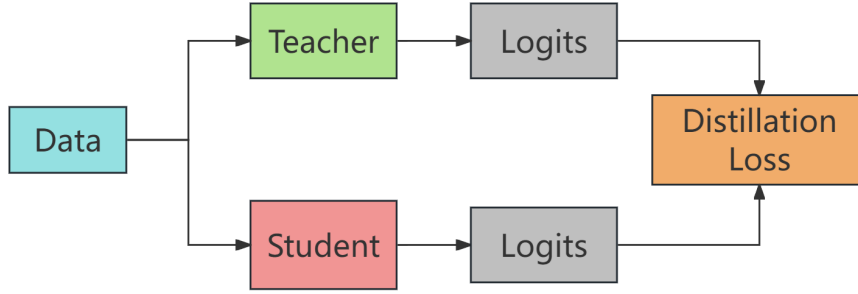 Teacher
Logits
Data
Distillation
Loss
Student
Logits